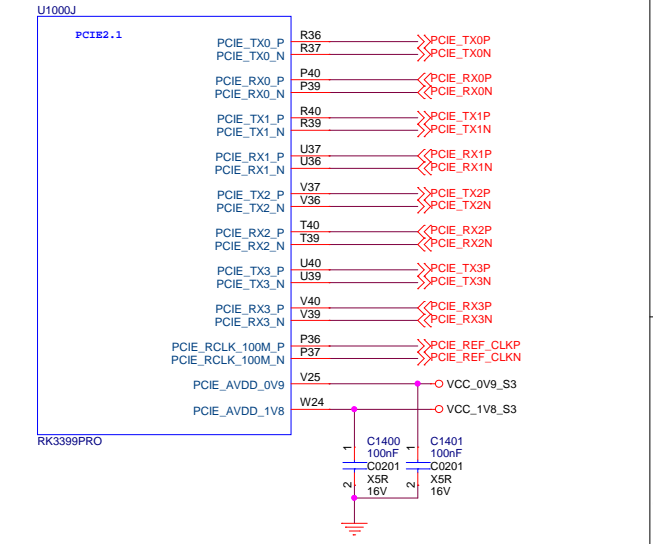 U1000J
PCIE2.1
PCIE_TX0_P R36 PCIE_TX0P
PCIE_TX0_N R37 PCIE_TX0N
PCIE_RX0_P P40 PCIE_RX0P
PCIE_RX0_N P39 PCIE_RX0N
PCIE_TX1_P R40 PCIE_TX1P
PCIE_TX1_N R39 PCIE_TX1N
PCIE_RX1_P U37 PCIE_RX1P
PCIE_RX1_N U36 PCIE_RX1N
PCIE_TX2_P V37 PCIE_TX2P
PCIE_TX2_N V36 PCIE_TX2N
PCIE_RX2_P T40 PCIE_RX2P
PCIE_RX2_N T39 PCIE_RX2N
PCIE_TX3_P U40 PCIE_TX3P
PCIE_TX3_N U39 PCIE_TX3N
PCIE_RX3_P V40 PCIE_RX3P
PCIE_RX3_N V39 PCIE_RX3N
PCIE_RCLK_100M_P P36 PCIE_REF_CLKP
PCIE_RCLK_100M_N P37 PCIE_REF_CLKN
PCIE_AVDD_0V9 V25 VCC_0V9_S3
PCIE_AVDD_1V8 W24 VCC_1V8_S3
RK3399PRO
1 C1400 1 C1401
100nF 100nF
C0201 C0201
2 X5R 2 X5R
16V 16V